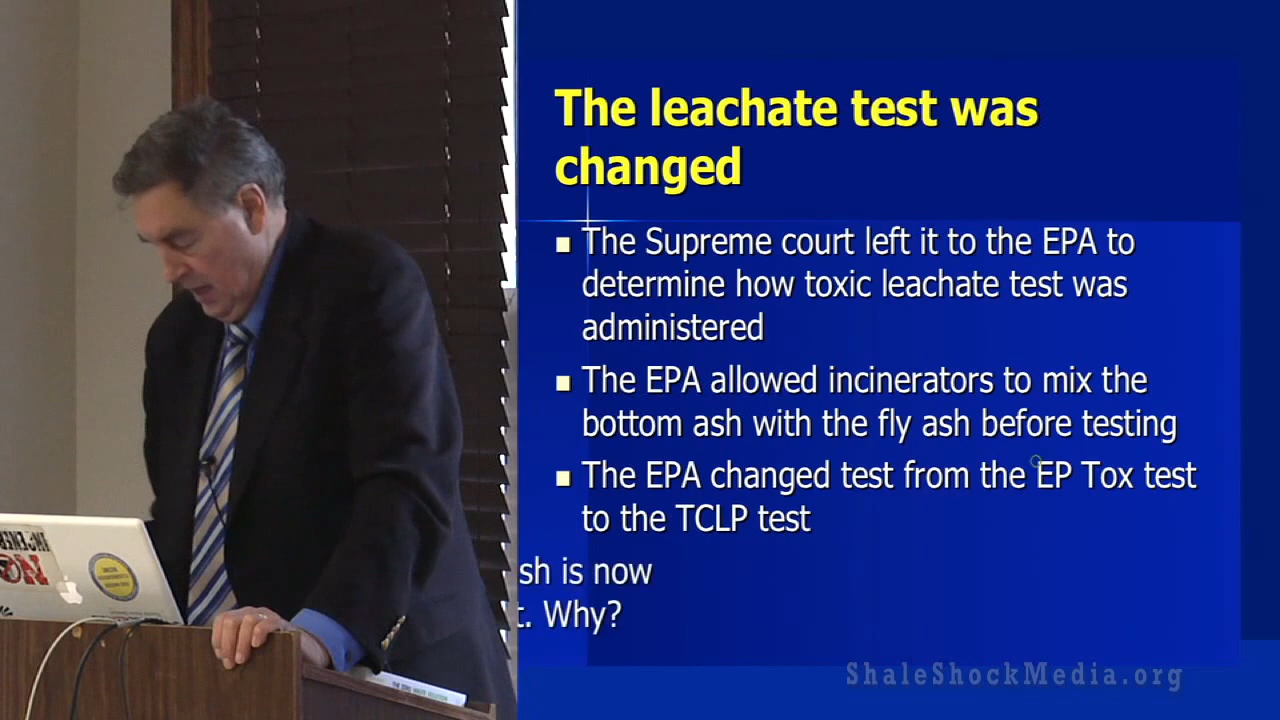 The leachate test was
changed
The Supreme court left it to the EPA to
determine how toxic leachate test was
administered
The EPA allowed incinerators to mix the
bottom ash with the fly ash before testing
The EPA changed test from the EP Tox test
to the TCLP test
sh is now
t. Why?
ShaleShockMedia.org